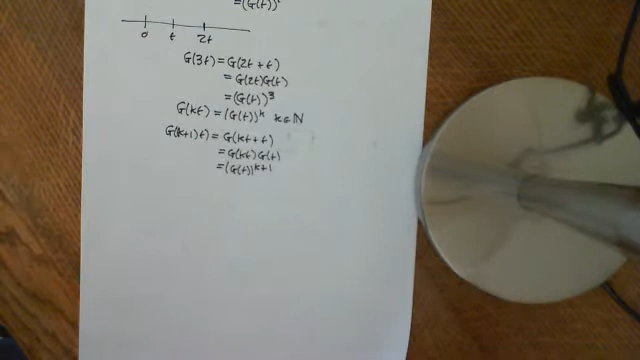 =(G(t))²
0 t 2t
G(3t) = G(2t + t)
= G(2t)G(t)
= (G(t))³
G(kt) = (G(t))ᵏ k∈ℕ
G(k+1)t) = G(kt + t)
= G(kt)G(t)
= (G(t))ᵏ⁺¹